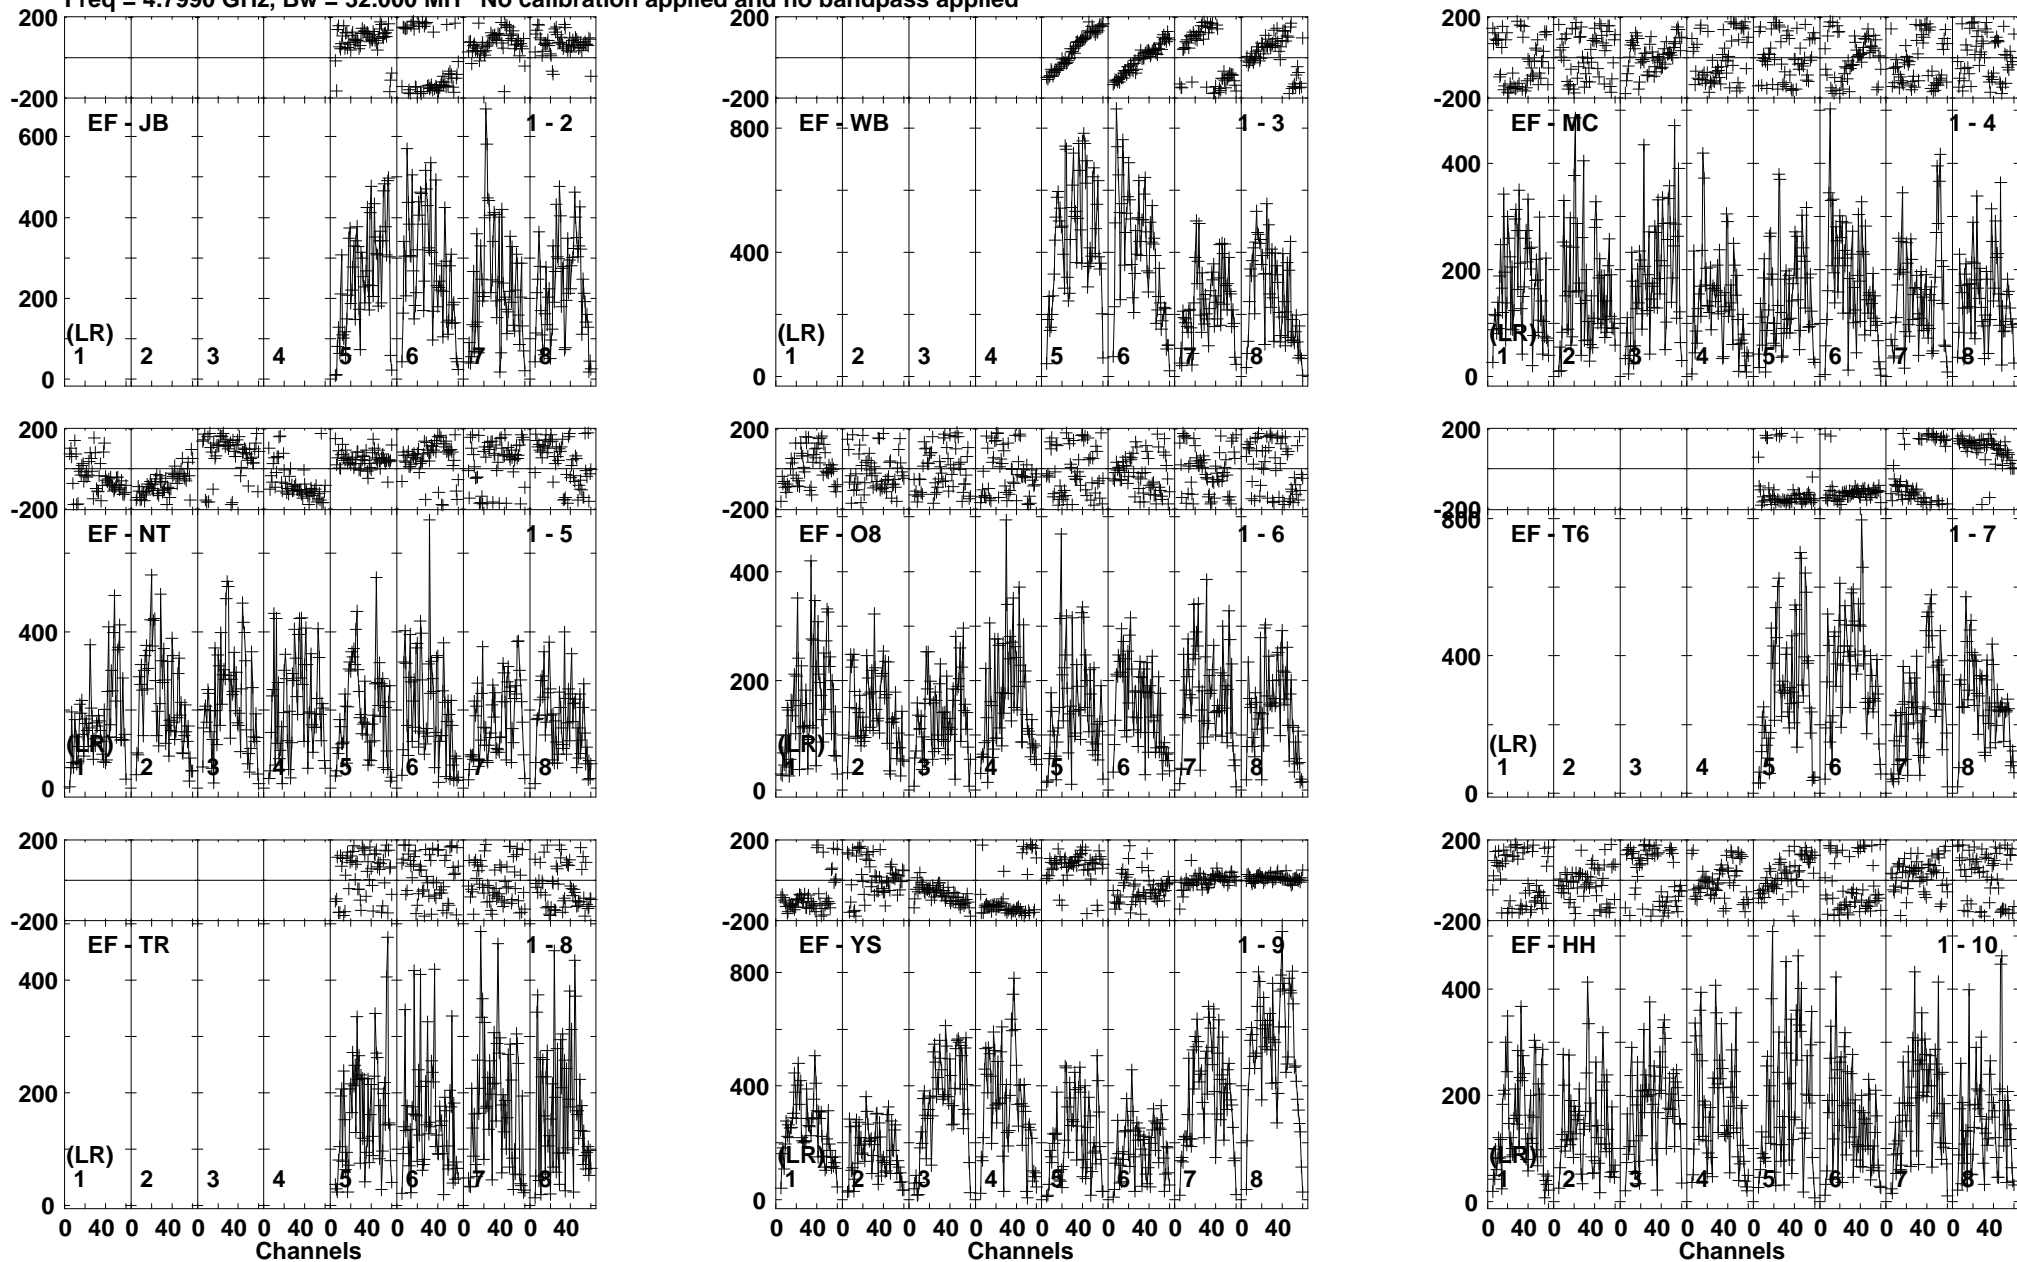 Freq = 4.7990 GHz, Bw = 32.000 MH No calibration applied and no bandpass applied
200
-200
EF - JB 1 - 2
600
400
200
0
(LR)
1 2 3 4 5 6 7 8
200
-200
EF - WB 1 - 3
800
400
0
(LR)
1 2 3 4 5 6 7 8
200
-200
EF - MC 1 - 4
400
200
0
(LR)
1 2 3 4 5 6 7 8
200
-200
EF - NT 1 - 5
400
0
(LR)
1 2 3 4 5 6 7 8
200
-200
EF - O8 1 - 6
400
200
0
(LR)
1 2 3 4 5 6 7 8
200
-200
800
EF - T6 1 - 7
400
0
(LR)
1 2 3 4 5 6 7 8
200
-200
EF - TR 1 - 8
400
200
0
(LR)
1 2 3 4 5 6 7 8
0 40 0 40 0 40 0 40 0 40 0 40 0 40 0 40
Channels
200
-200
EF - YS 1 - 9
800
400
0
(LR)
1 2 3 4 5 6 7 8
0 40 0 40 0 40 0 40 0 40 0 40 0 40 0 40
200
-200
EF - HH 1 - 10
400
200
0
(LR)
1 2 3 4 5 6 7 8
0 40 0 40 0 40 0 40 0 40 0 40 0 40 0 40
Channels